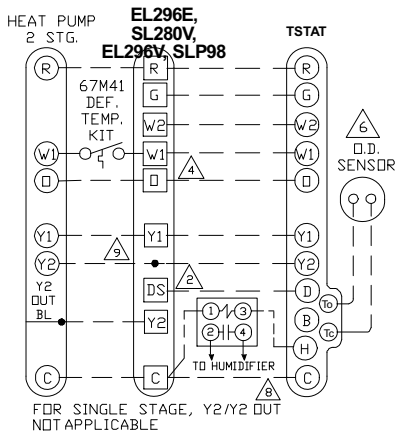 HEAT PUMP
2 STG.
EL296E,
SL280V,
EL296V, SLP98
TSTAT
R
R
R
67M41
DEF.
TEMP.
KIT
G
G
W2
W2
6
W1
W1
W1
O.D.
SENSOR
O
O
4
O
Y1
Y1
Y1
9
Y2
Y2
Y2
OUT
BL
DS
2
D
To
1
3
B
Y2
2
4
Tc
H
TO HUMIDIFIER
C
C
8
C
FOR SINGLE STAGE, Y2/Y2 OUT
NOT APPLICABLE